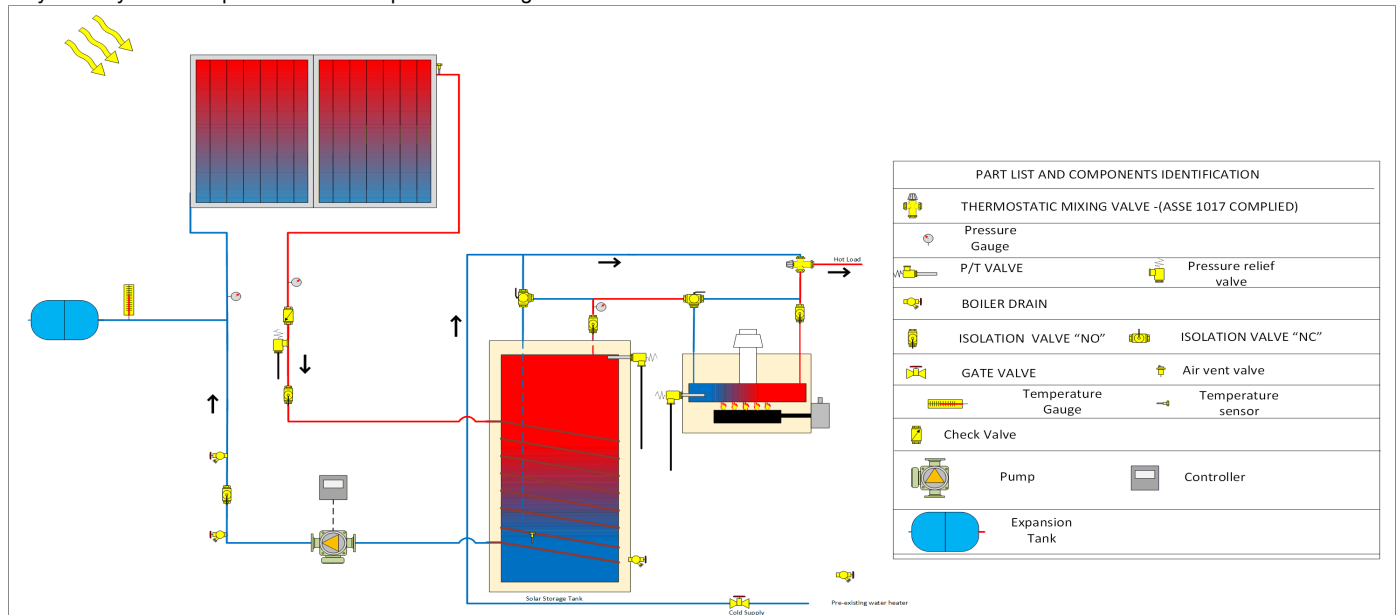 Hot Load
Solar Storage Tank
Cold Supply
Pre-existing water heater
PART LIST AND COMPONENTS IDENTIFICATION
THERMOSTATIC MIXING VALVE -(ASSE 1017 COMPLIED)
Pressure
Gauge
P/T VALVE
Pressure relief
valve
BOILER DRAIN
ISOLATION VALVE "NO"
ISOLATION VALVE "NC"
GATE VALVE
Air vent valve
Temperature
Gauge
Temperature
sensor
Check Valve
Pump
Controller
Expansion
Tank